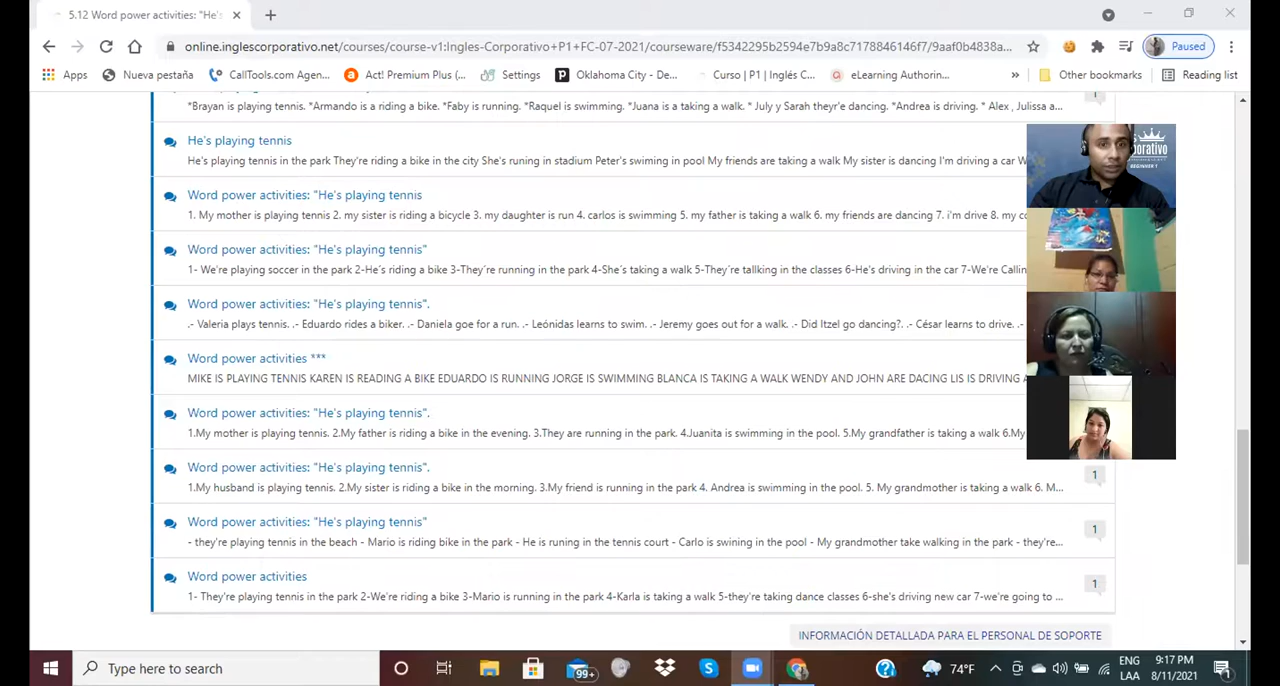 5.12 Word power activities: "He's
Paused
online.inglescorporativo.net/courses/course-v1:Ingles-Corporativo+P1+FC-07-2021/courseware/f5342295b2594e7b9a8c7178846146f7/9aaf0b4838a...
Apps Nueva pestaña CallTools.com Agen... Act! Premium Plus (... Settings Oklahoma City - De... Curso | P1 | Inglés C... eLearning Authorin... » Other bookmarks Reading list
*Brayan is playing tennis. *Armando is a riding a bike. *Faby is running. *Raquel is swimming. *Juana is a taking a walk. * July y Sarah theyr'e dancing. *Andrea is driving. * Alex , Julissa a...
1
He's playing tennis
He's playing tennis in the park They're riding a bike in the city She's runing in stadium Peter's swiming in pool My friends are taking a walk My sister is dancing I'm driving a car W
Word power activities: "He's playing tennis
1. My mother is playing tennis 2. my sister is riding a bicycle 3. my daughter is run 4. carlos is swimming 5. my father is taking a walk 6. my friends are dancing 7. i'm drive 8. my co
Word power activities: "He's playing tennis"
1- We're playing soccer in the park 2-He´s riding a bike 3-They´re running in the park 4-She´s taking a walk 5-They´re tallking in the classes 6-He's driving in the car 7-We're Callin
Word power activities: "He's playing tennis".
.- Valeria plays tennis. .- Eduardo rides a biker. .- Daniela goe for a run. .- Leónidas learns to swim. .- Jeremy goes out for a walk. .- Did Itzel go dancing?. .- César learns to drive. .-
Word power activities ***
MIKE IS PLAYING TENNIS KAREN IS READING A BIKE EDUARDO IS RUNNING JORGE IS SWIMMING BLANCA IS TAKING A WALK WENDY AND JOHN ARE DACING LIS IS DRIVING
Word power activities: "He's playing tennis".
1.My mother is playing tennis. 2.My father is riding a bike in the evening. 3.They are running in the park. 4.Juanita is swimming in the pool. 5.My grandfather is taking a walk 6.My
Word power activities: "He's playing tennis".
1
1.My husband is playing tennis. 2.My sister is riding a bike in the morning. 3.My friend is running in the park 4. Andrea is swimming in the pool. 5. My grandmother is taking a walk 6. M...
Word power activities: "He's playing tennis"
1
- they're playing tennis in the beach - Mario is riding bike in the park - He is runing in the tennis court - Carlo is swining in the pool - My grandmother take walking in the park - they're...
Word power activities
1
1- They're playing tennis in the park 2-We're riding a bike 3-Mario is running in the park 4-Karla is taking a walk 5-they're taking dance classes 6-she's driving new car 7-we're going to ...
INFORMACIÓN DETALLADA PARA EL PERSONAL DE SOPORTE
BEGINNER 1
Type here to search
99+
74°F
ENG
LAA
9:17 PM
8/11/2021